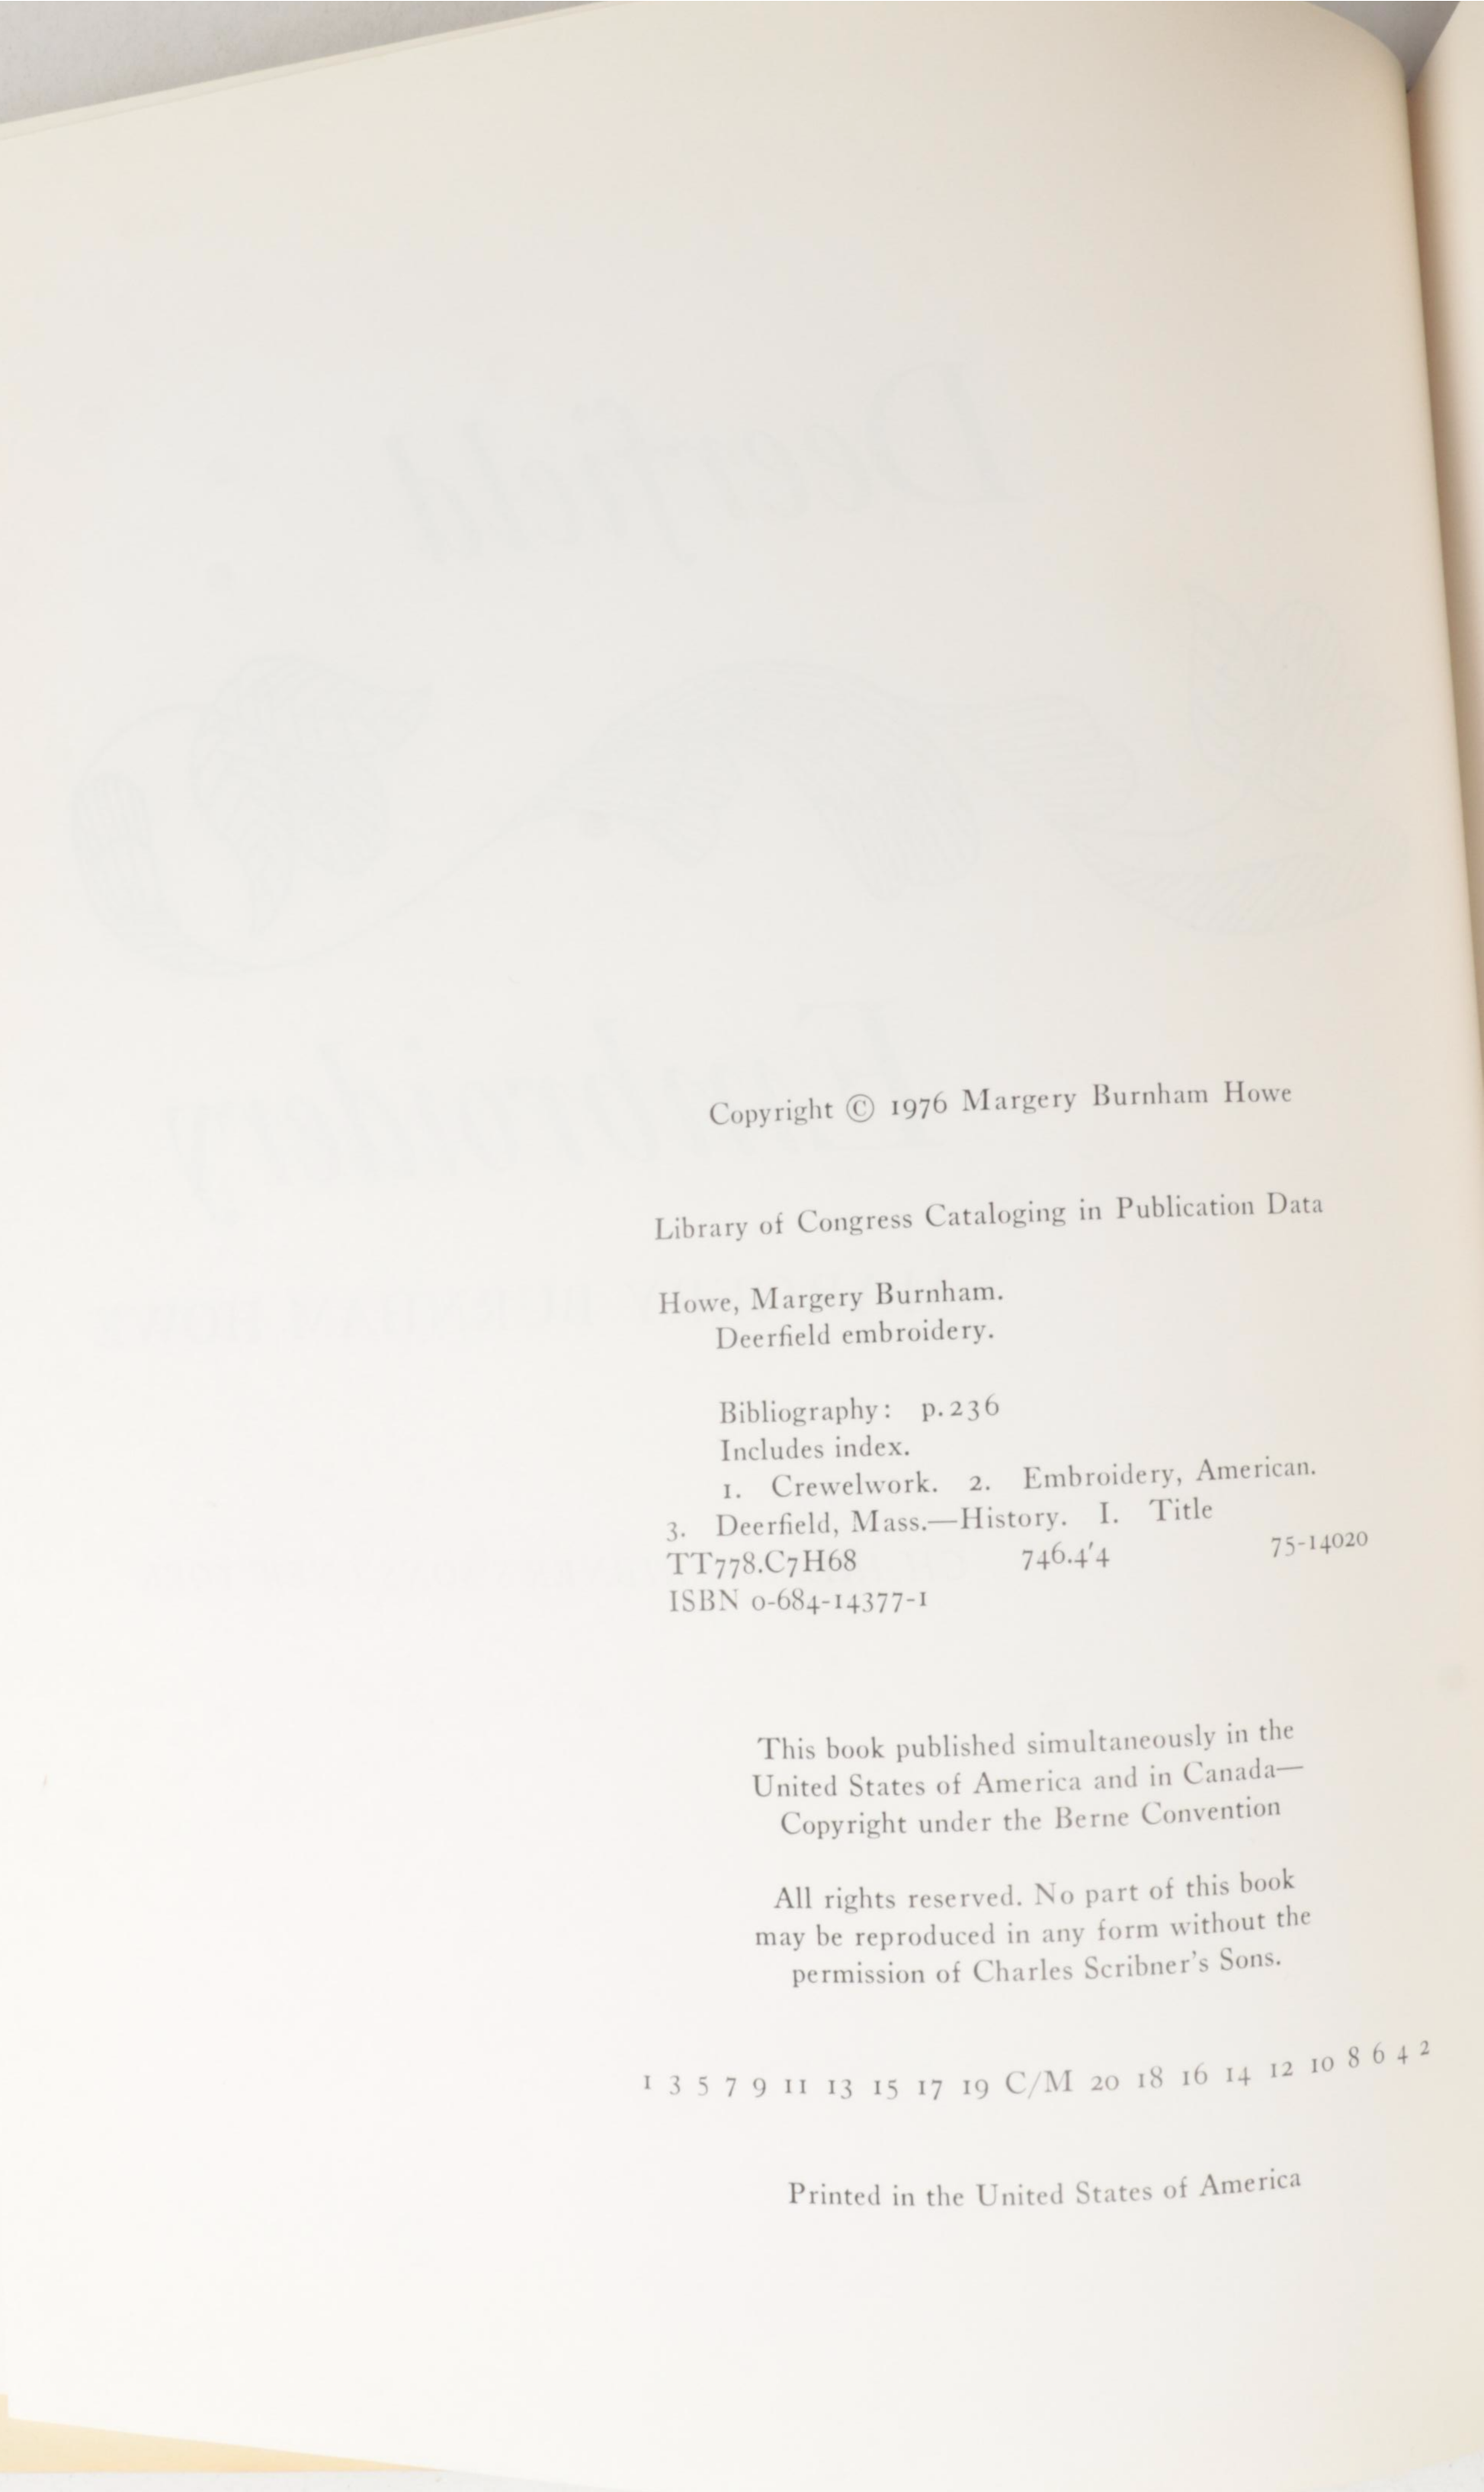 Copyright © 1976 Margery Burnham Howe
Library of Congress Cataloging in Publication Data
Howe, Margery Burnham.
Deerfield embroidery.
Bibliography: p. 236
Includes index.
1. Crewelwork. 2. Embroidery, American.
3. Deerfield, Mass.—History. I. Title
TT778.C7H68 746.4'4 75-14020
ISBN 0-684-14377-1
This book published simultaneously in the
United States of America and in Canada—
Copyright under the Berne Convention
All rights reserved. No part of this book
may be reproduced in any form without the
permission of Charles Scribner's Sons.
1 3 5 7 9 11 13 15 17 19 C/M 20 18 16 14 12 10 8 6 4 2
Printed in the United States of America